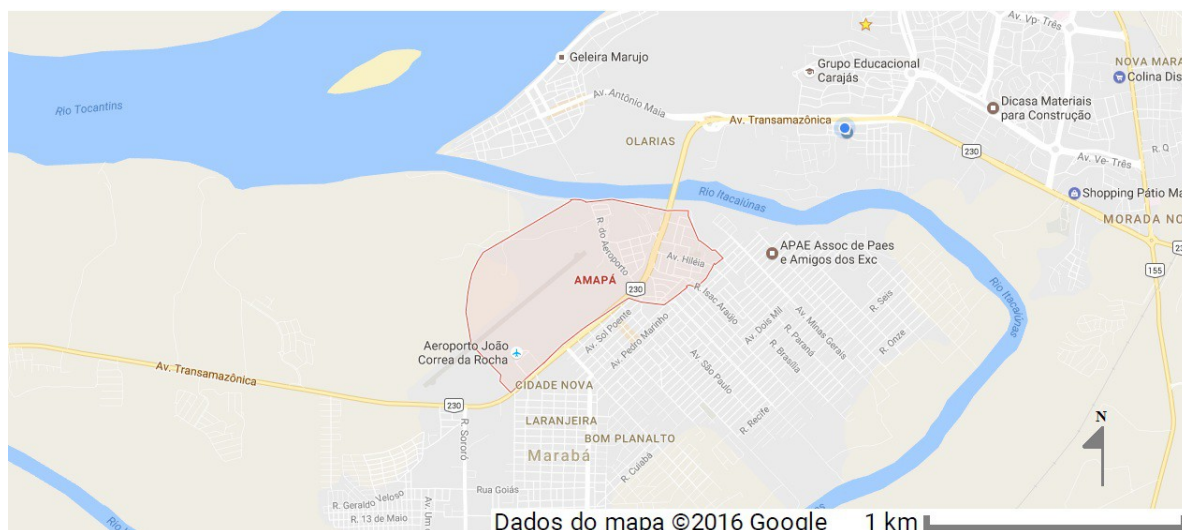 Av. Vp- Três
Geleira Marujo
Grupo Educacional
Carajás
NOVA MARA
Colina Dis
Rio Tocantins
Av. Antônio Maia
Dicasa Materiais
para Construção
Av. Transamazônica
OLARIAS
230
Av. Ve- Três
R. Q
Rio Itacaiúnas
Shopping Pátio Ma
MORADA NO
R. do Aeroporto
APAE Assoc de Paes
e Amigos dos Exc
Av. Hiléia
23
155
AMAPÁ
230
R. Isac Araújo
R. Seis
Rio Itacaiúnas
Av. Dois Mil
Av. Minas Gerais
Av. Sol Poente
Av. Pedro Marinho
R. Paraná
R. Onze
R. Brasília
Aeroporto João
Correa da Rocha
Av. São Paulo
Av. Transamazônica
CIDADE NOVA
230
R. Recife
LARANJEIRA
N
R. Sororó
BOM PLANALTO
Marabá
R. Cuiabá
Rua Goiás
R. Geraldo Veloso
R. 13 de Maio
Av. Um
Dados do mapa ©2016 Google 1 km